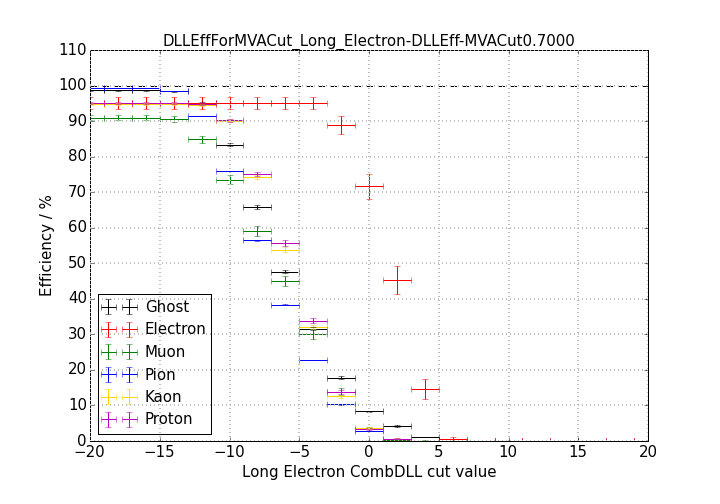 DLLEffForMVACut_Long_Electron-DLLEff-MVACut0.7000
110
100
90
80
70
60
50
40
30
20
10
0
Efficiency / %
Ghost
Electron
Muon
Pion
Kaon
Proton
−20 −15 −10 −5 0 5 10 15 20
Long Electron CombDLL cut value